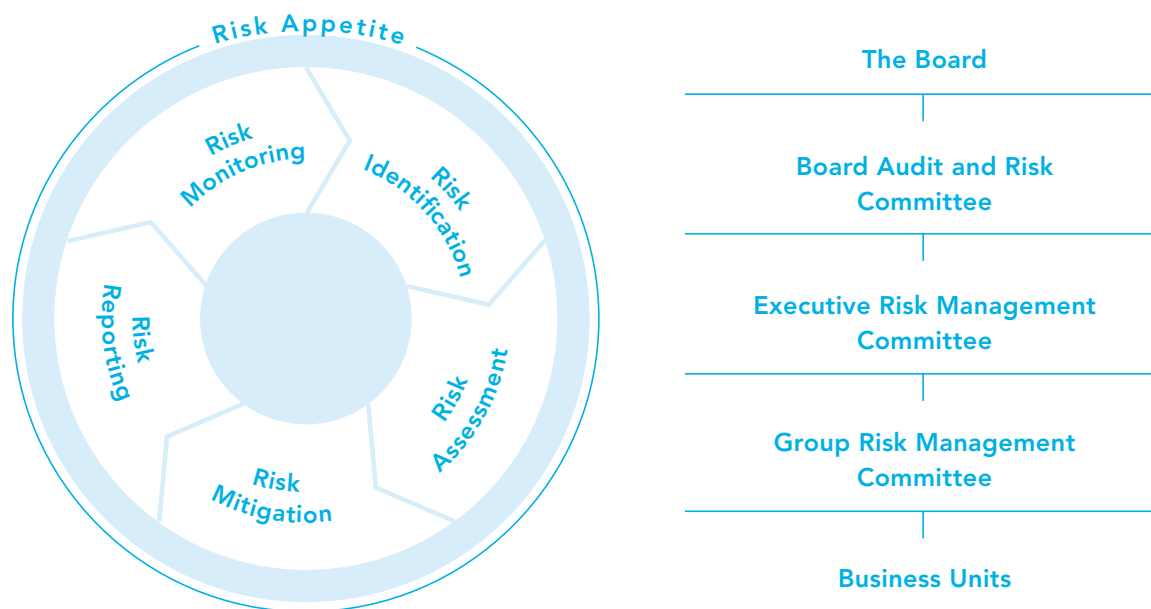 Risk Appetite
Risk
Identification
Risk
Assessment
Risk
Mitigation
Risk
Reporting
Risk
Monitoring
The Board
Board Audit and Risk
Committee
Executive Risk Management
Committee
Group Risk Management
Committee
Business Units